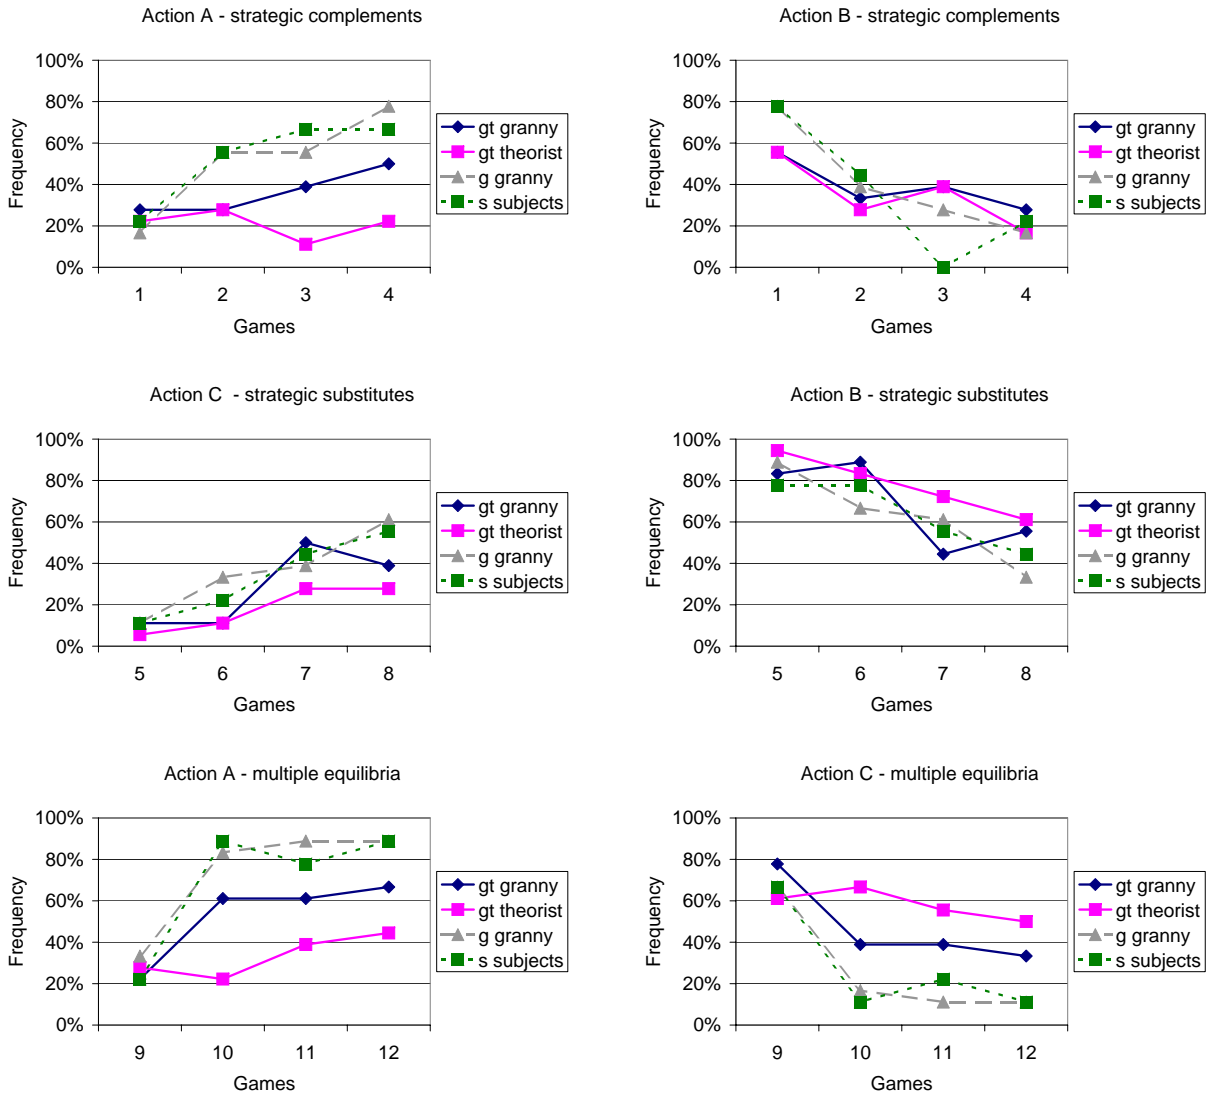 Action A - strategic complements
100%
80%
60%
40%
20%
0%
Frequency
1 2 3 4
Games
gt granny
gt theorist
g granny
s subjects
Action B - strategic complements
100%
80%
60%
40%
20%
0%
Frequency
1 2 3 4
Games
gt granny
gt theorist
g granny
s subjects
Action C - strategic substitutes
100%
80%
60%
40%
20%
0%
Frequency
5 6 7 8
Games
gt granny
gt theorist
g granny
s subjects
Action B - strategic substitutes
100%
80%
60%
40%
20%
0%
Frequency
5 6 7 8
Games
gt granny
gt theorist
g granny
s subjects
Action A - multiple equilibria
100%
80%
60%
40%
20%
0%
Frequency
9 10 11 12
Games
gt granny
gt theorist
g granny
s subjects
Action C - multiple equilibria
100%
80%
60%
40%
20%
0%
Frequency
9 10 11 12
Games
gt granny
gt theorist
g granny
s subjects